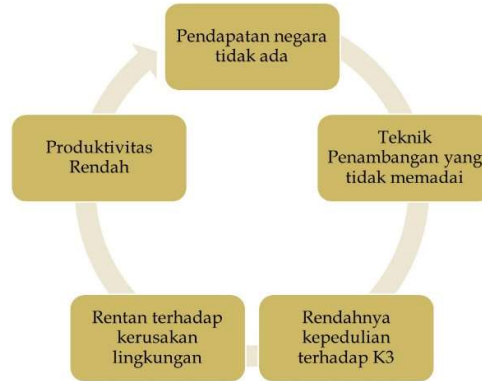 Pendapatan negara
tidak ada
Teknik
Penambangan yang
tidak memadai
Rendahnya
kepedulian
terhadap K3
Rentan terhadap
kerusakan
lingkungan
Produktivitas
Rendah